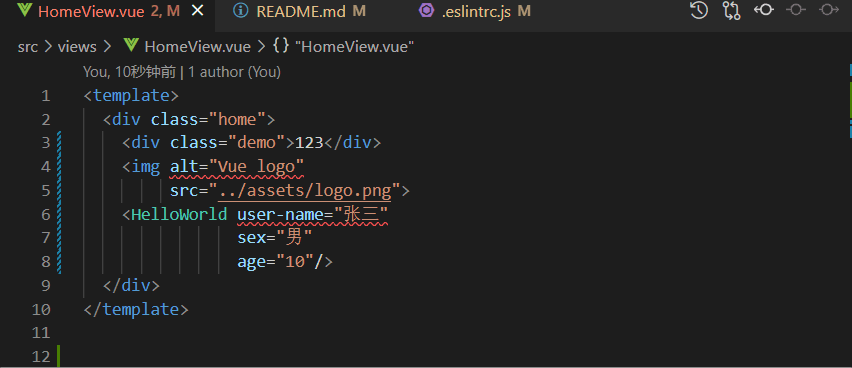 HomeView.vue 2, M README.md M .eslintrc.js M
src > views > HomeView.vue > {} "HomeView.vue"
You, 10秒钟前 | 1 author (You)
1 <template>
2 <div class="home">
3 <div class="demo">123</div>
4 <img alt="Vue logo"
5 src="../assets/logo.png">
6 <HelloWorld user-name="张三"
7 sex="男"
8 age="10"/>
9 </div>
10 </template>
11
12